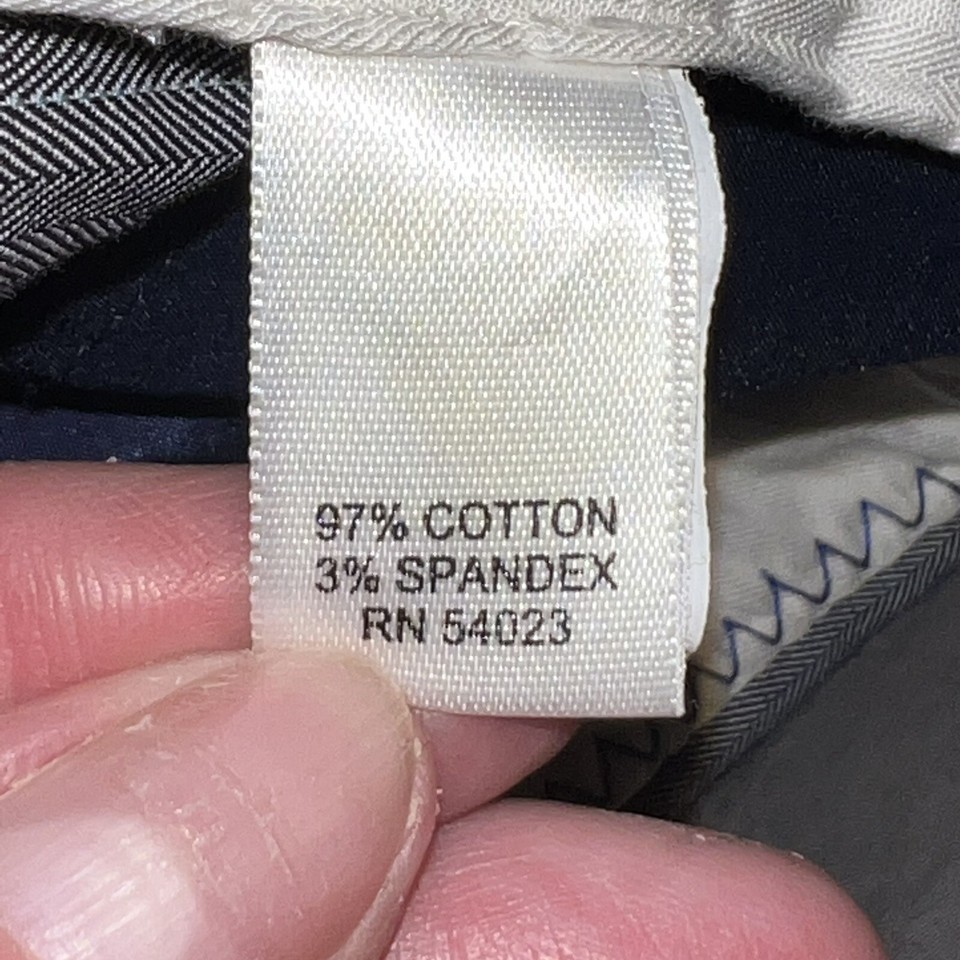 97% COTTON
3% SPANDEX
RN 54023